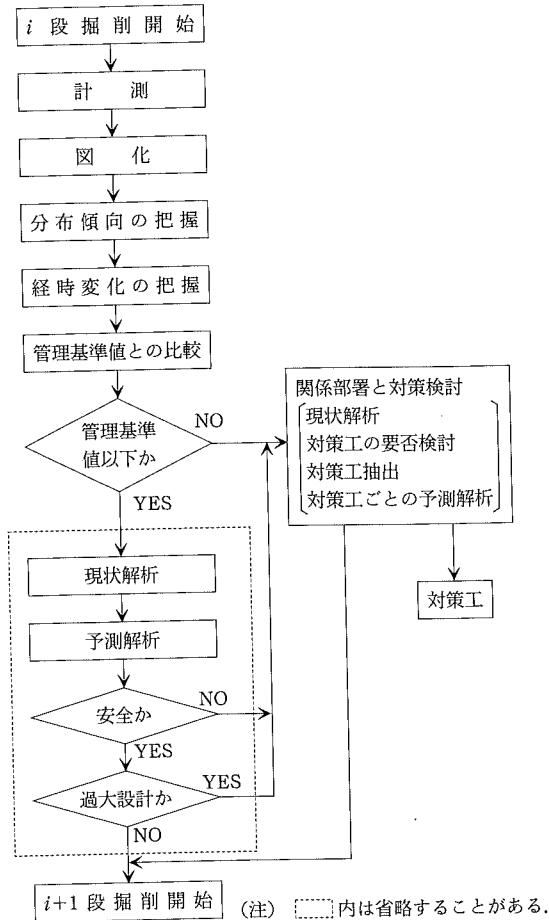 i 段掘削開始
計 測
図 化
分布傾向の把握
経時変化の把握
管理基準値との比較
管理基準
値以下か
NO
YES
関係部署と対策検討
現状解析
対策工の要否検討
対策工抽出
対策工ごとの予測解析
対策工
現状解析
予測解析
安全か
NO
YES
過大設計か
YES
NO
i+1 段掘削開始
(注) 内は省略することがある.